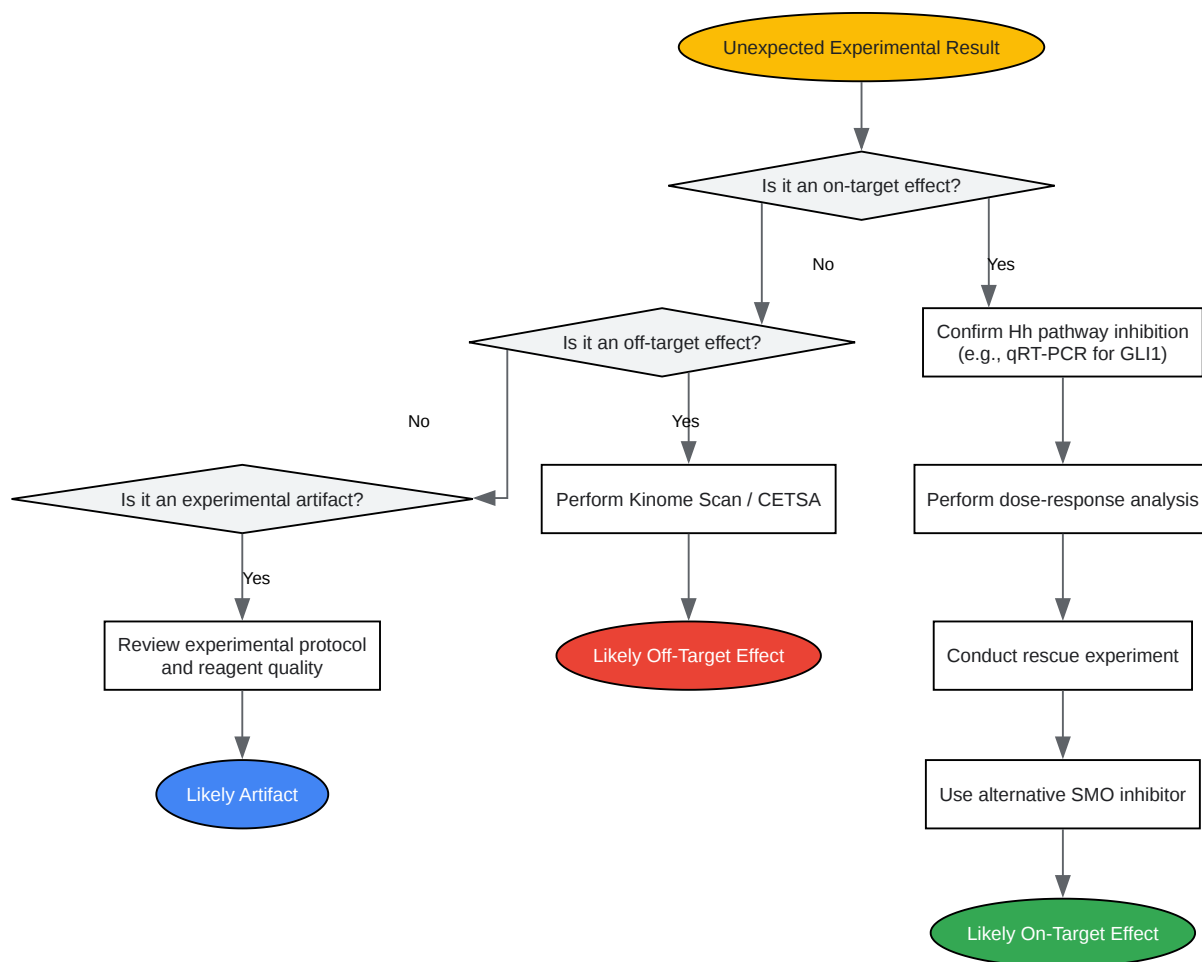 Unexpected Experimental Result
Is it an on-target effect?
No
Yes
Is it an off-target effect?
Confirm Hh pathway inhibition
(e.g., qRT-PCR for GLI1)
No
Yes
Is it an experimental artifact?
Perform Kinome Scan / CETSA
Perform dose-response analysis
Yes
Review experimental protocol
and reagent quality
Likely Off-Target Effect
Conduct rescue experiment
Likely Artifact
Use alternative SMO inhibitor
Likely On-Target Effect